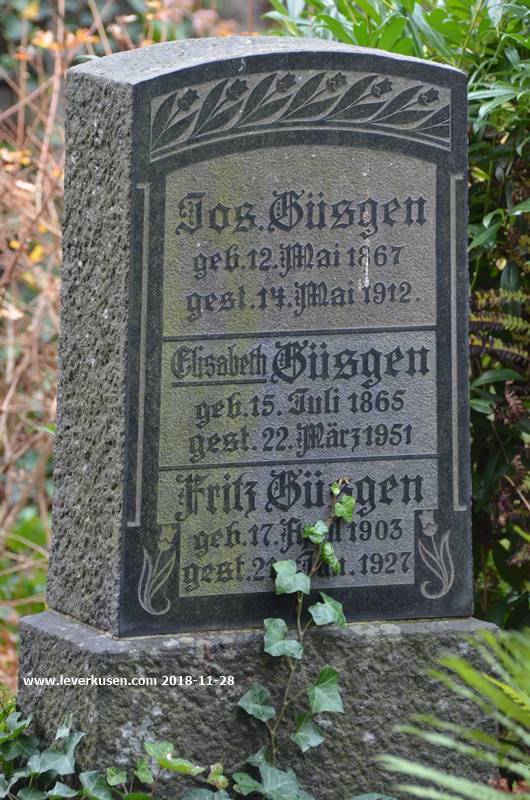 Jos. Güsgen
geb. 12. Mai 1867
gest. 14. Mai 1912.
Elisabeth Güsgen
geb. 15. Juli 1865
gest. 22. März 1951
Fritz Güsgen
geb. 17. 1903
gest. 1927
www.leverkusen.com 2018-11-28